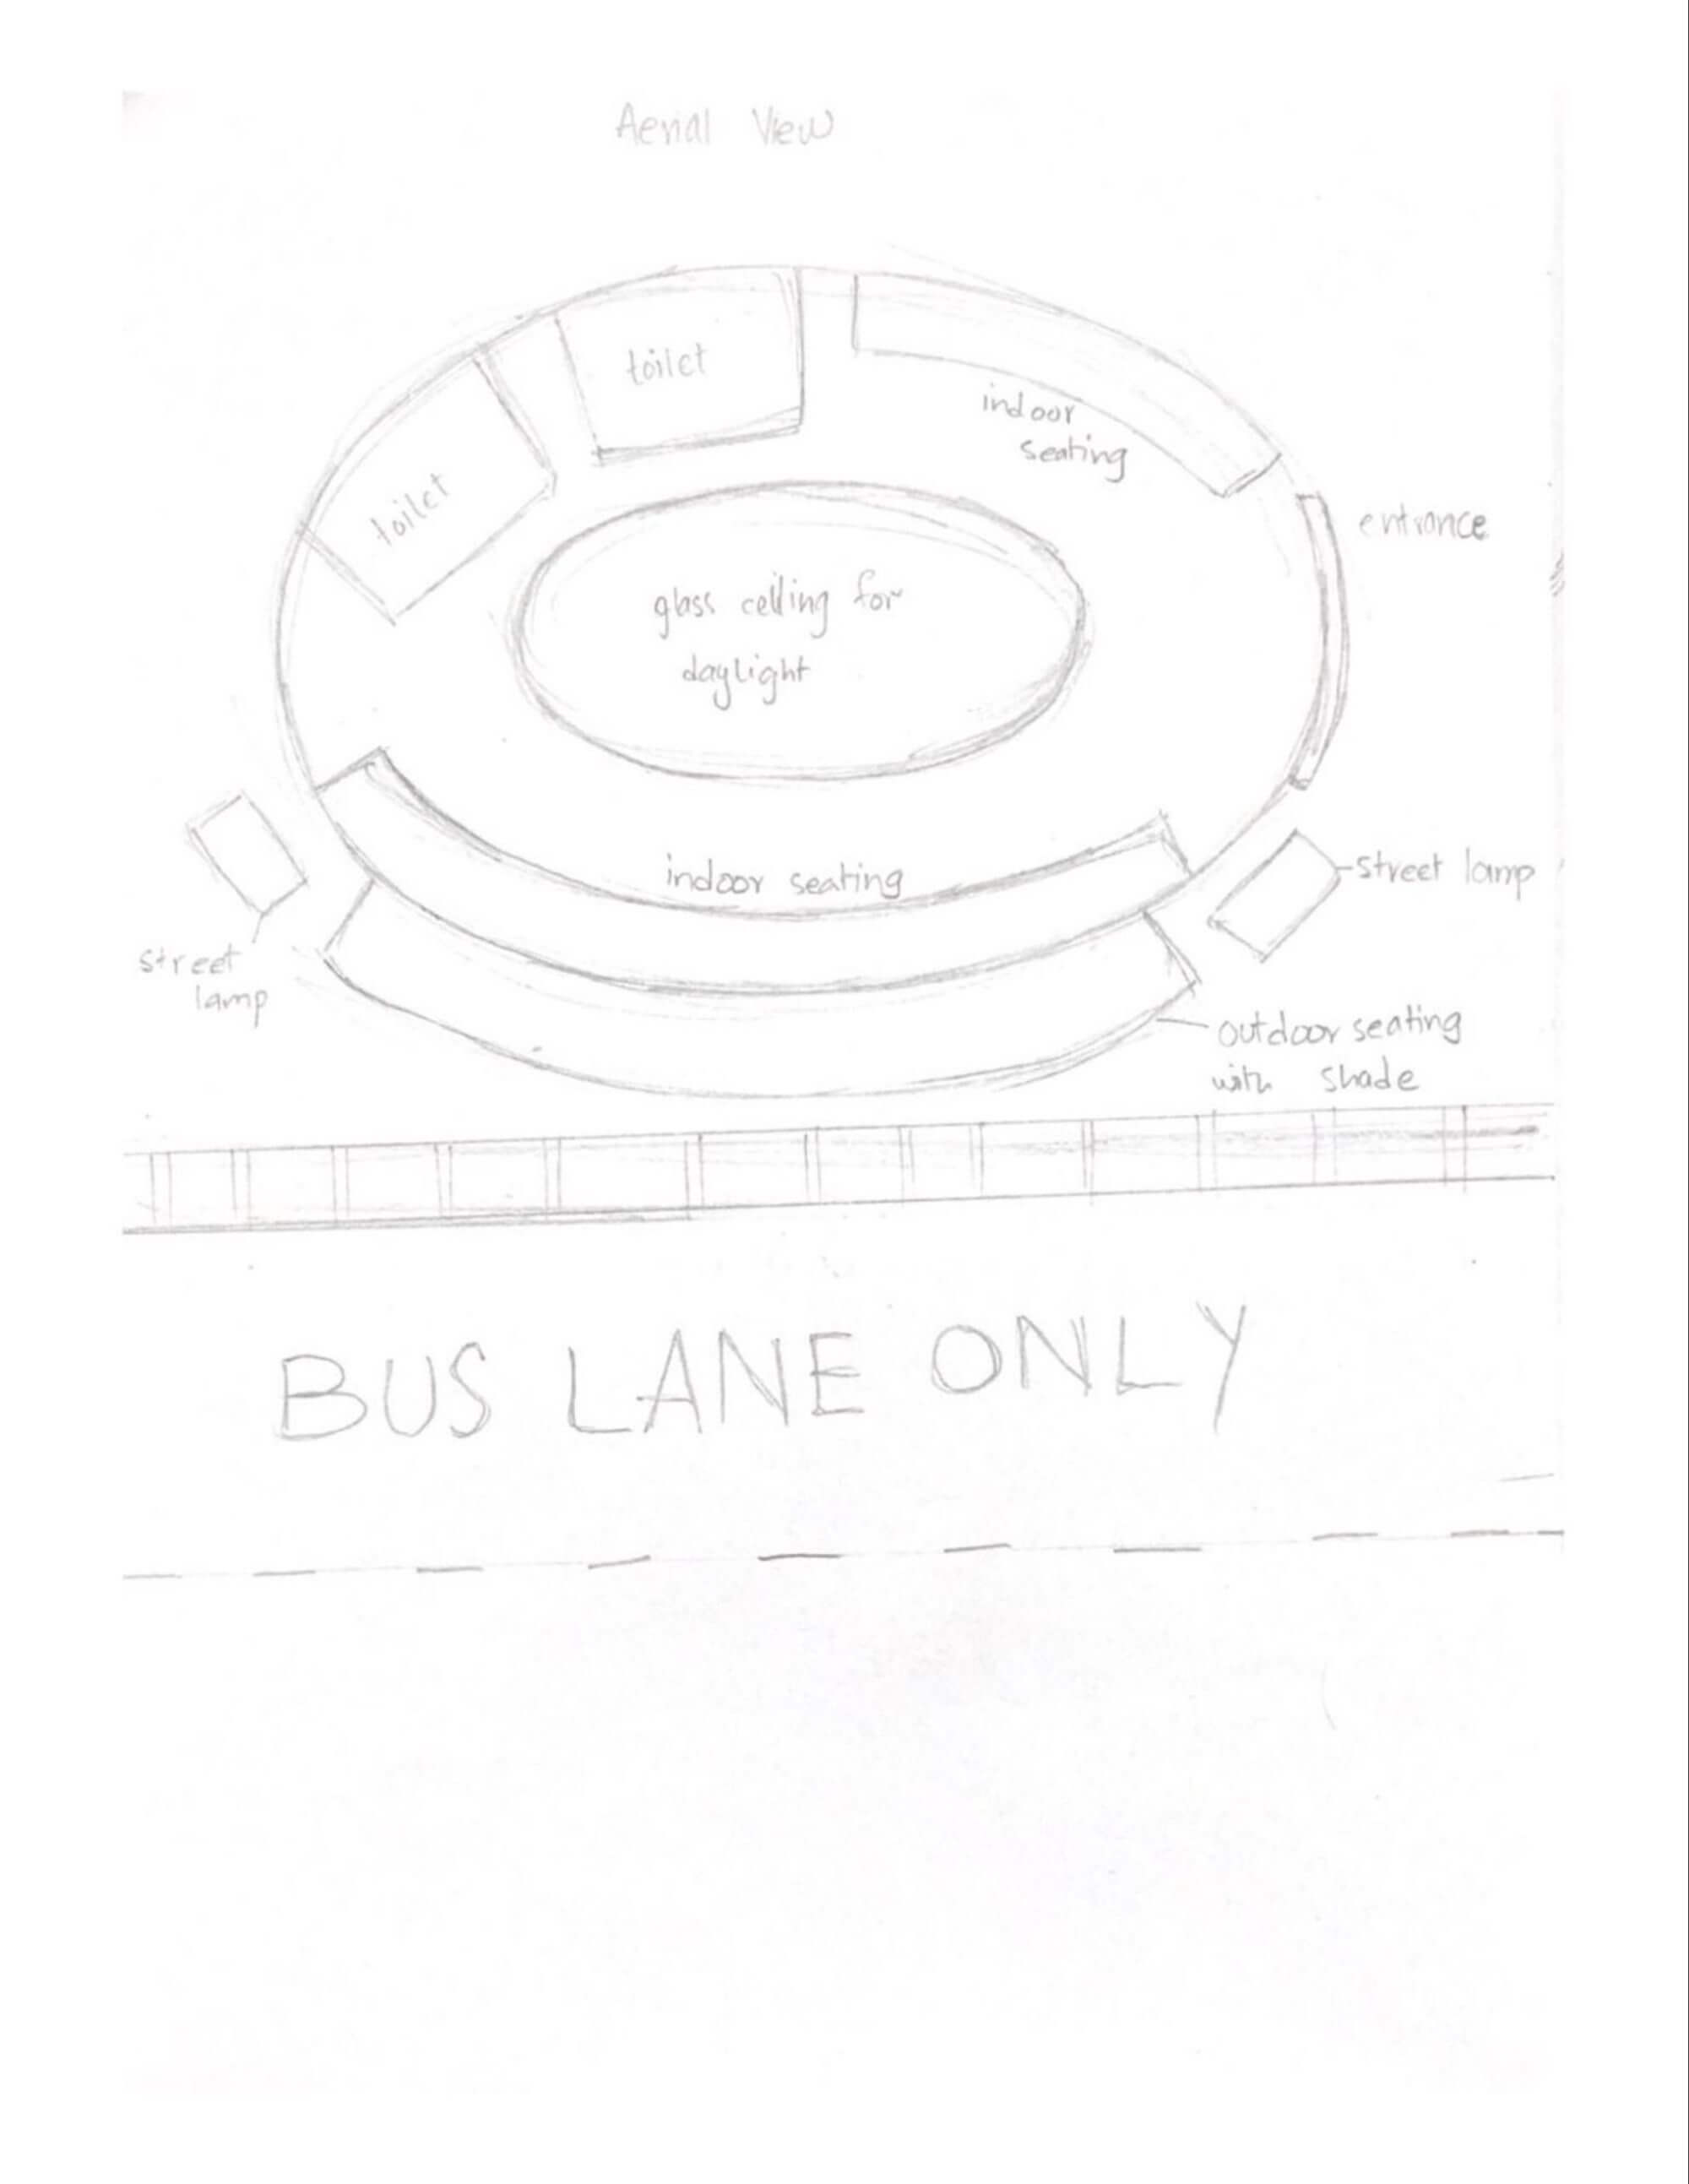 Aerial View
toilet
toilet
indoor
seating
entrance
glass ceiling for
daylight
indoor seating
street lamp
street
lamp
outdoor seating
with shade
BUS LANE ONLY